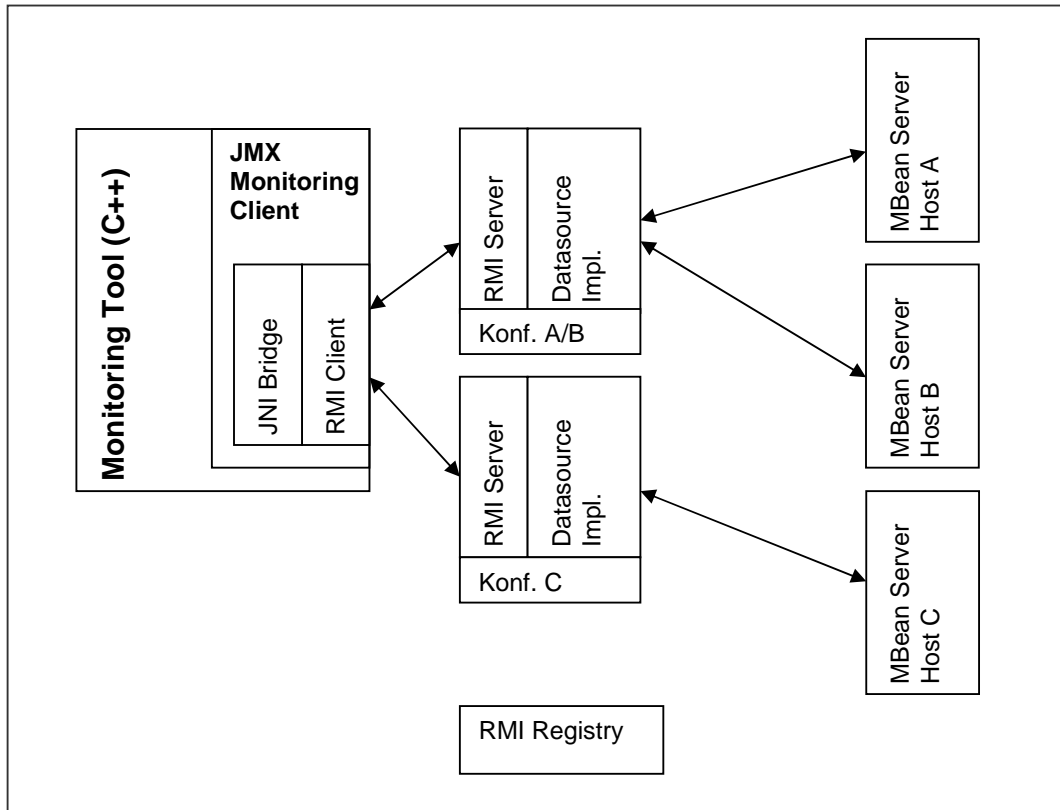 Monitoring Tool (C++)
JMX
Monitoring
Client
JNI Bridge
RMI Client
RMI Server
Datasource
Impl.
Konf. A/B
RMI Server
Datasource
Impl.
Konf. C
MBean Server
Host A
MBean Server
Host B
MBean Server
Host C
RMI Registry